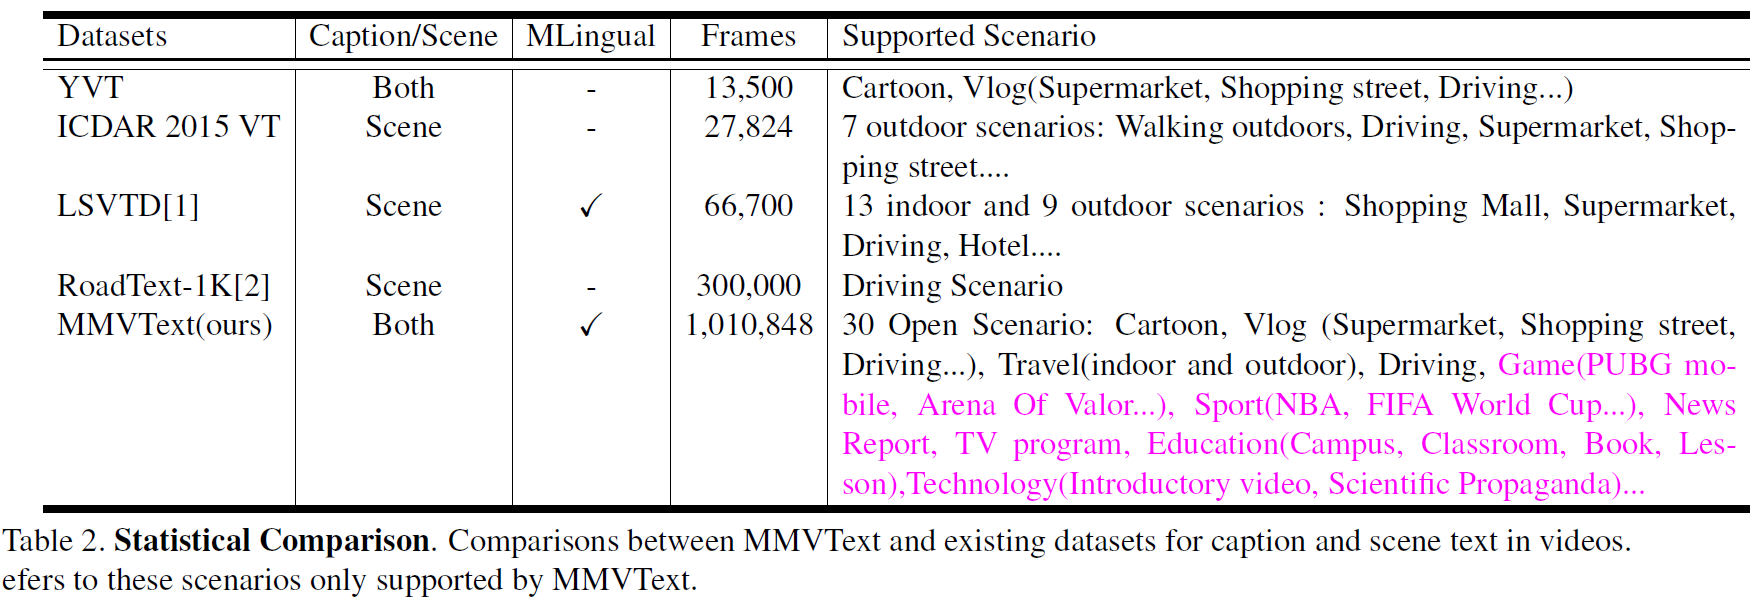 Datasets Caption/Scene MLingual Frames Supported Scenario
YVT Both - 13,500 Cartoon, Vlog(Supermarket, Shopping street, Driving...)
ICDAR 2015 VT Scene - 27,824 7 outdoor scenarios: Walking outdoors, Driving, Supermarket, Shop-
ping street....
LSVTD[1] Scene ✓ 66,700 13 indoor and 9 outdoor scenarios : Shopping Mall, Supermarket,
Driving, Hotel....
RoadText-1K[2] Scene - 300,000 Driving Scenario
MMVText(ours) Both ✓ 1,010,848 30 Open Scenario: Cartoon, Vlog (Supermarket, Shopping street,
Driving...), Travel(indoor and outdoor), Driving, Game(PUBG mo-
bile, Arena Of Valor...), Sport(NBA, FIFA World Cup...), News
Report, TV program, Education(Campus, Classroom, Book, Les-
son),Technology(Introductory video, Scientific Propaganda)...
Table 2. Statistical Comparison. Comparisons between MMVText and existing datasets for caption and scene text in videos.
efers to these scenarios only supported by MMVText.